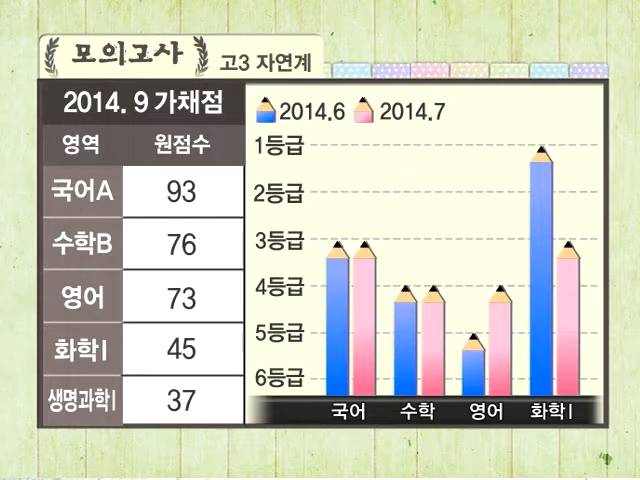 모의고사
고3 자연계
2014. 9 가채점
영역 원점수
국어A 93
수학B 76
영어 73
화학I 45
생명과학I 37
2014.6 2014.7
1등급
2등급
3등급
4등급
5등급
6등급
국어 수학 영어 화학I